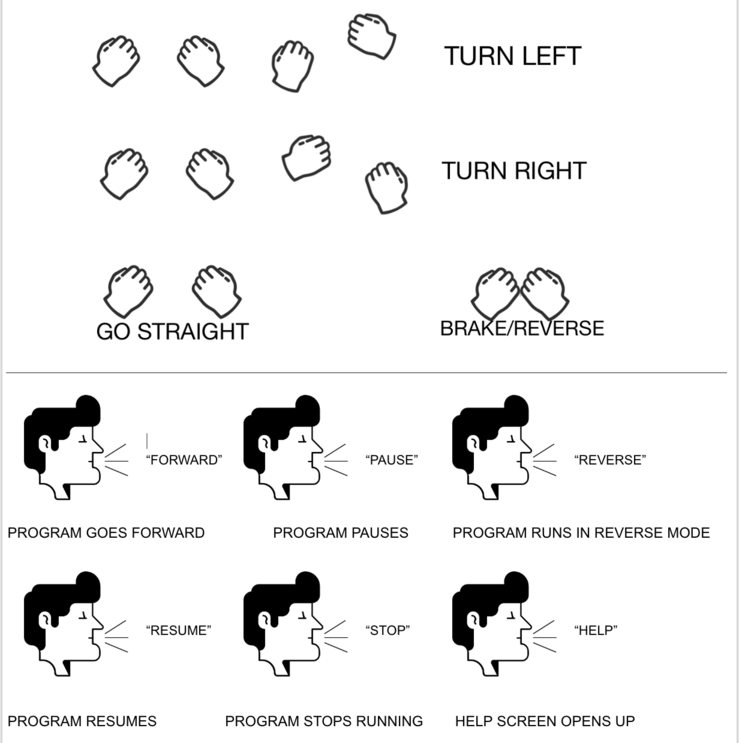 TURN LEFT
TURN RIGHT
GO STRAIGHT
BRAKE/REVERSE
“FORWARD”
“PAUSE”
“REVERSE”
PROGRAM GOES FORWARD
PROGRAM PAUSES
PROGRAM RUNS IN REVERSE MODE
“RESUME”
“STOP”
“HELP”
PROGRAM RESUMES
PROGRAM STOPS RUNNING
HELP SCREEN OPENS UP